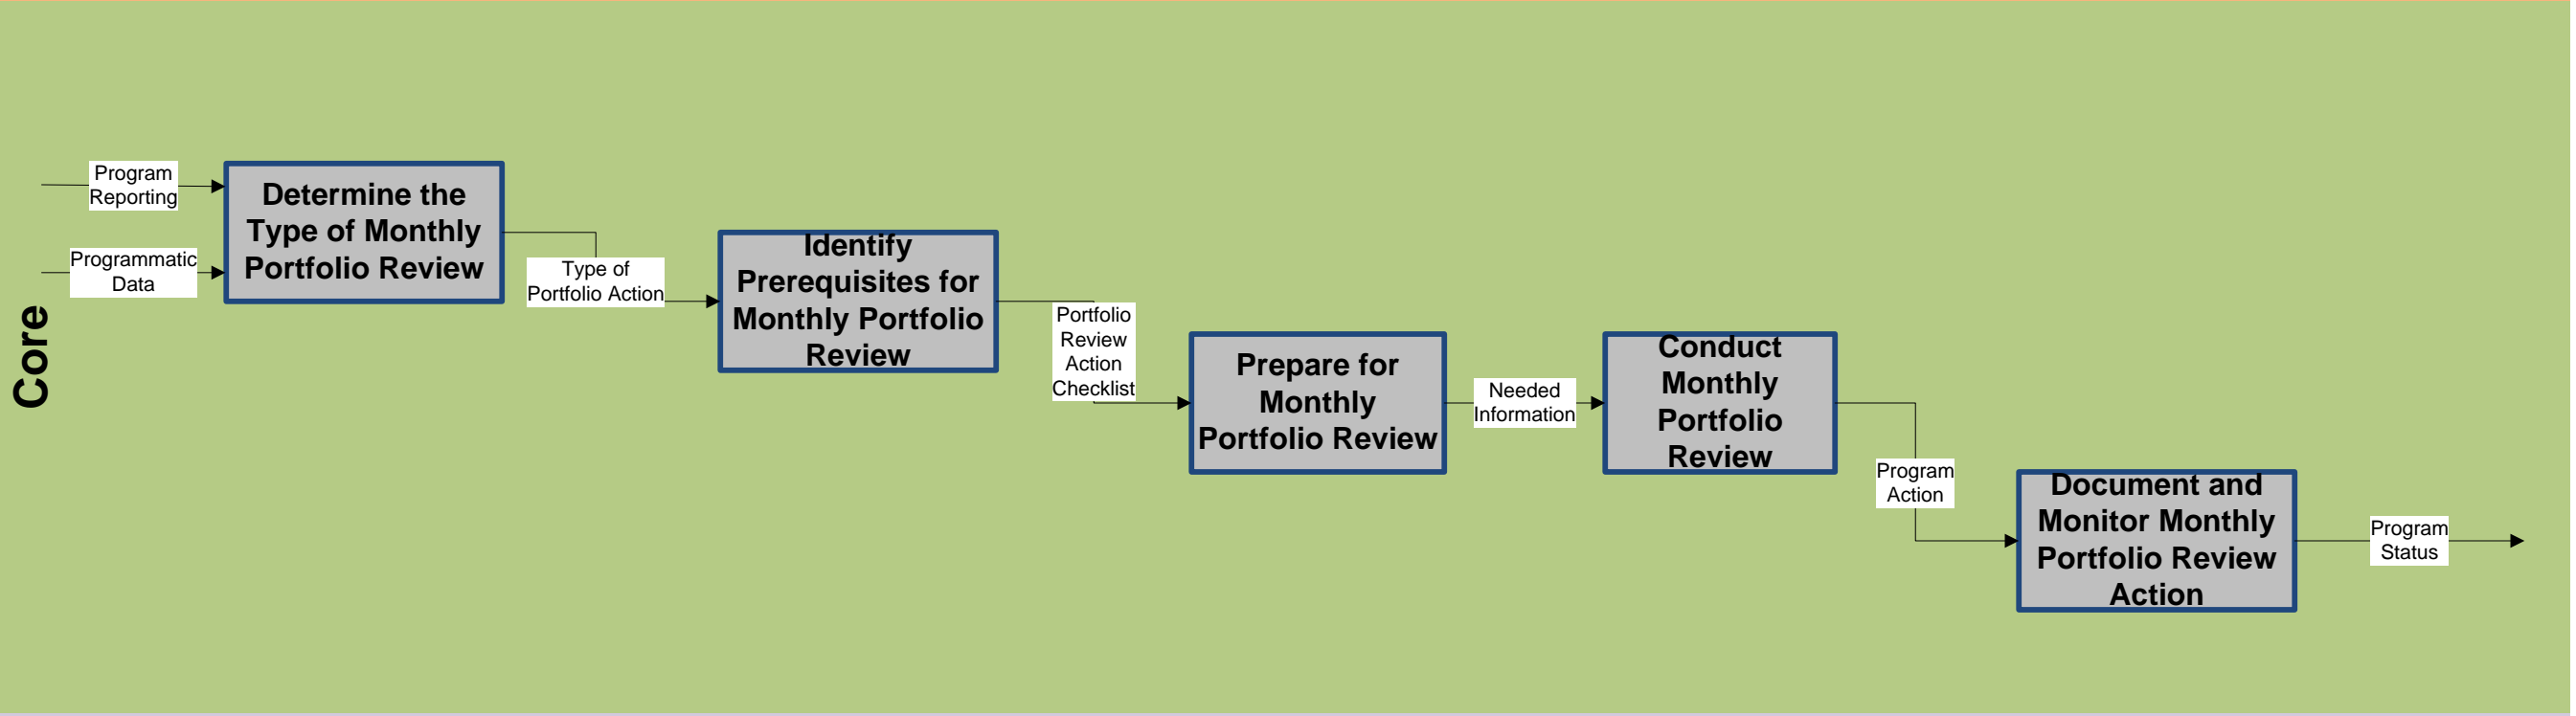 Core
Program
Reporting
Programmatic
Data
Determine the
Type of Monthly
Portfolio Review
Type of
Portfolio Action
Identify
Prerequisites for
Monthly Portfolio
Review
Portfolio
Review
Action
Checklist
Prepare for
Monthly
Portfolio Review
Needed
Information
Conduct
Monthly
Portfolio
Review
Program
Action
Document and
Monitor Monthly
Portfolio Review
Action
Program
Status